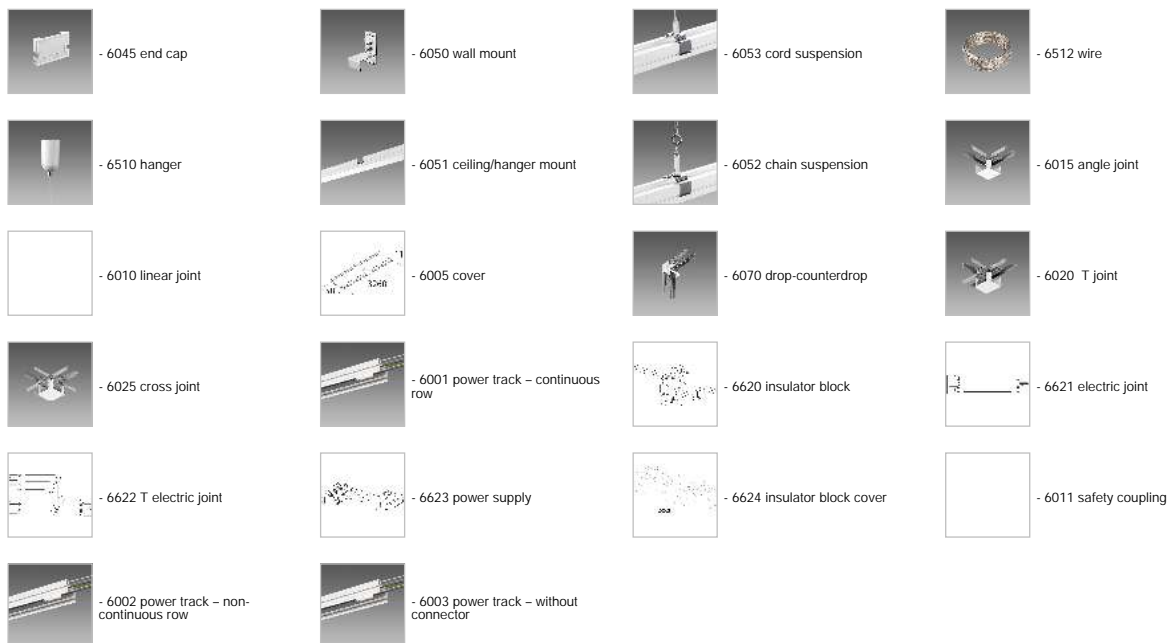 - 6045 end cap
- 6050 wall mount
- 6053 cord suspension
- 6512 wire
- 6510 hanger
- 6051 ceiling/hanger mount
- 6052 chain suspension
- 6015 angle joint
- 6010 linear joint
- 6005 cover
- 6070 drop-counterdrop
- 6020 T joint
- 6025 cross joint
- 6001 power track – continuous
row
- 6620 insulator block
- 6621 electric joint
- 6622 T electric joint
- 6623 power supply
- 6624 insulator block cover
- 6011 safety coupling
- 6002 power track – non-
continuous row
- 6003 power track – without
connector